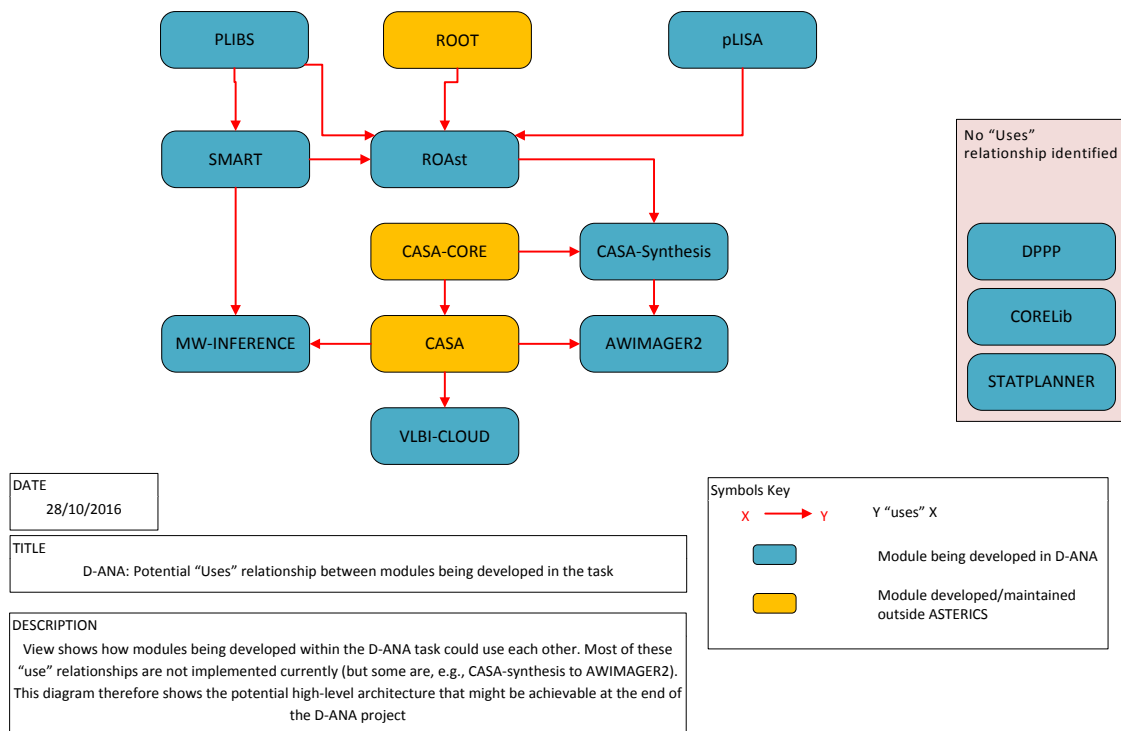 PLIBS
ROOT
pLISA
SMART
ROAst
No “Uses”
relationship identified
CASA-CORE
CASA-Synthesis
DPPP
CORELib
MW-INFERENCE
CASA
AWIMAGER2
STATPLANNER
VLBI-CLOUD
DATE
28/10/2016
TITLE
D-ANA: Potential “Uses” relationship between modules being developed in the task
DESCRIPTION
View shows how modules being developed within the D-ANA task could use each other. Most of these
“use” relationships are not implemented currently (but some are, e.g., CASA-synthesis to AWIMAGER2).
This diagram therefore shows the potential high-level architecture that might be achievable at the end of
the D-ANA project
Symbols Key
X Y Y “uses” X
Module being developed in D-ANA
Module developed/maintained
outside ASTERICS